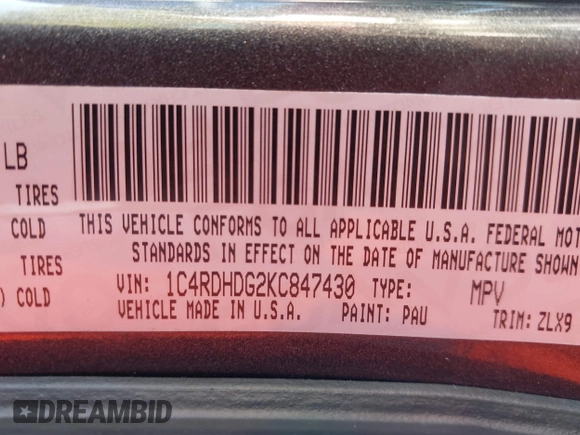 LB
TIRES
COLD THIS VEHICLE CONFORMS TO ALL APPLICABLE U.S.A. FEDERAL MOT
STANDARDS IN EFFECT ON THE DATE OF MANUFACTURE SHOWN
TIRES
) COLD VIN: 1C4RDHDG2KC847430 TYPE: MPV
VEHICLE MADE IN U.S.A. PAINT: PAU TRIM: ZLX9
DREAMBID